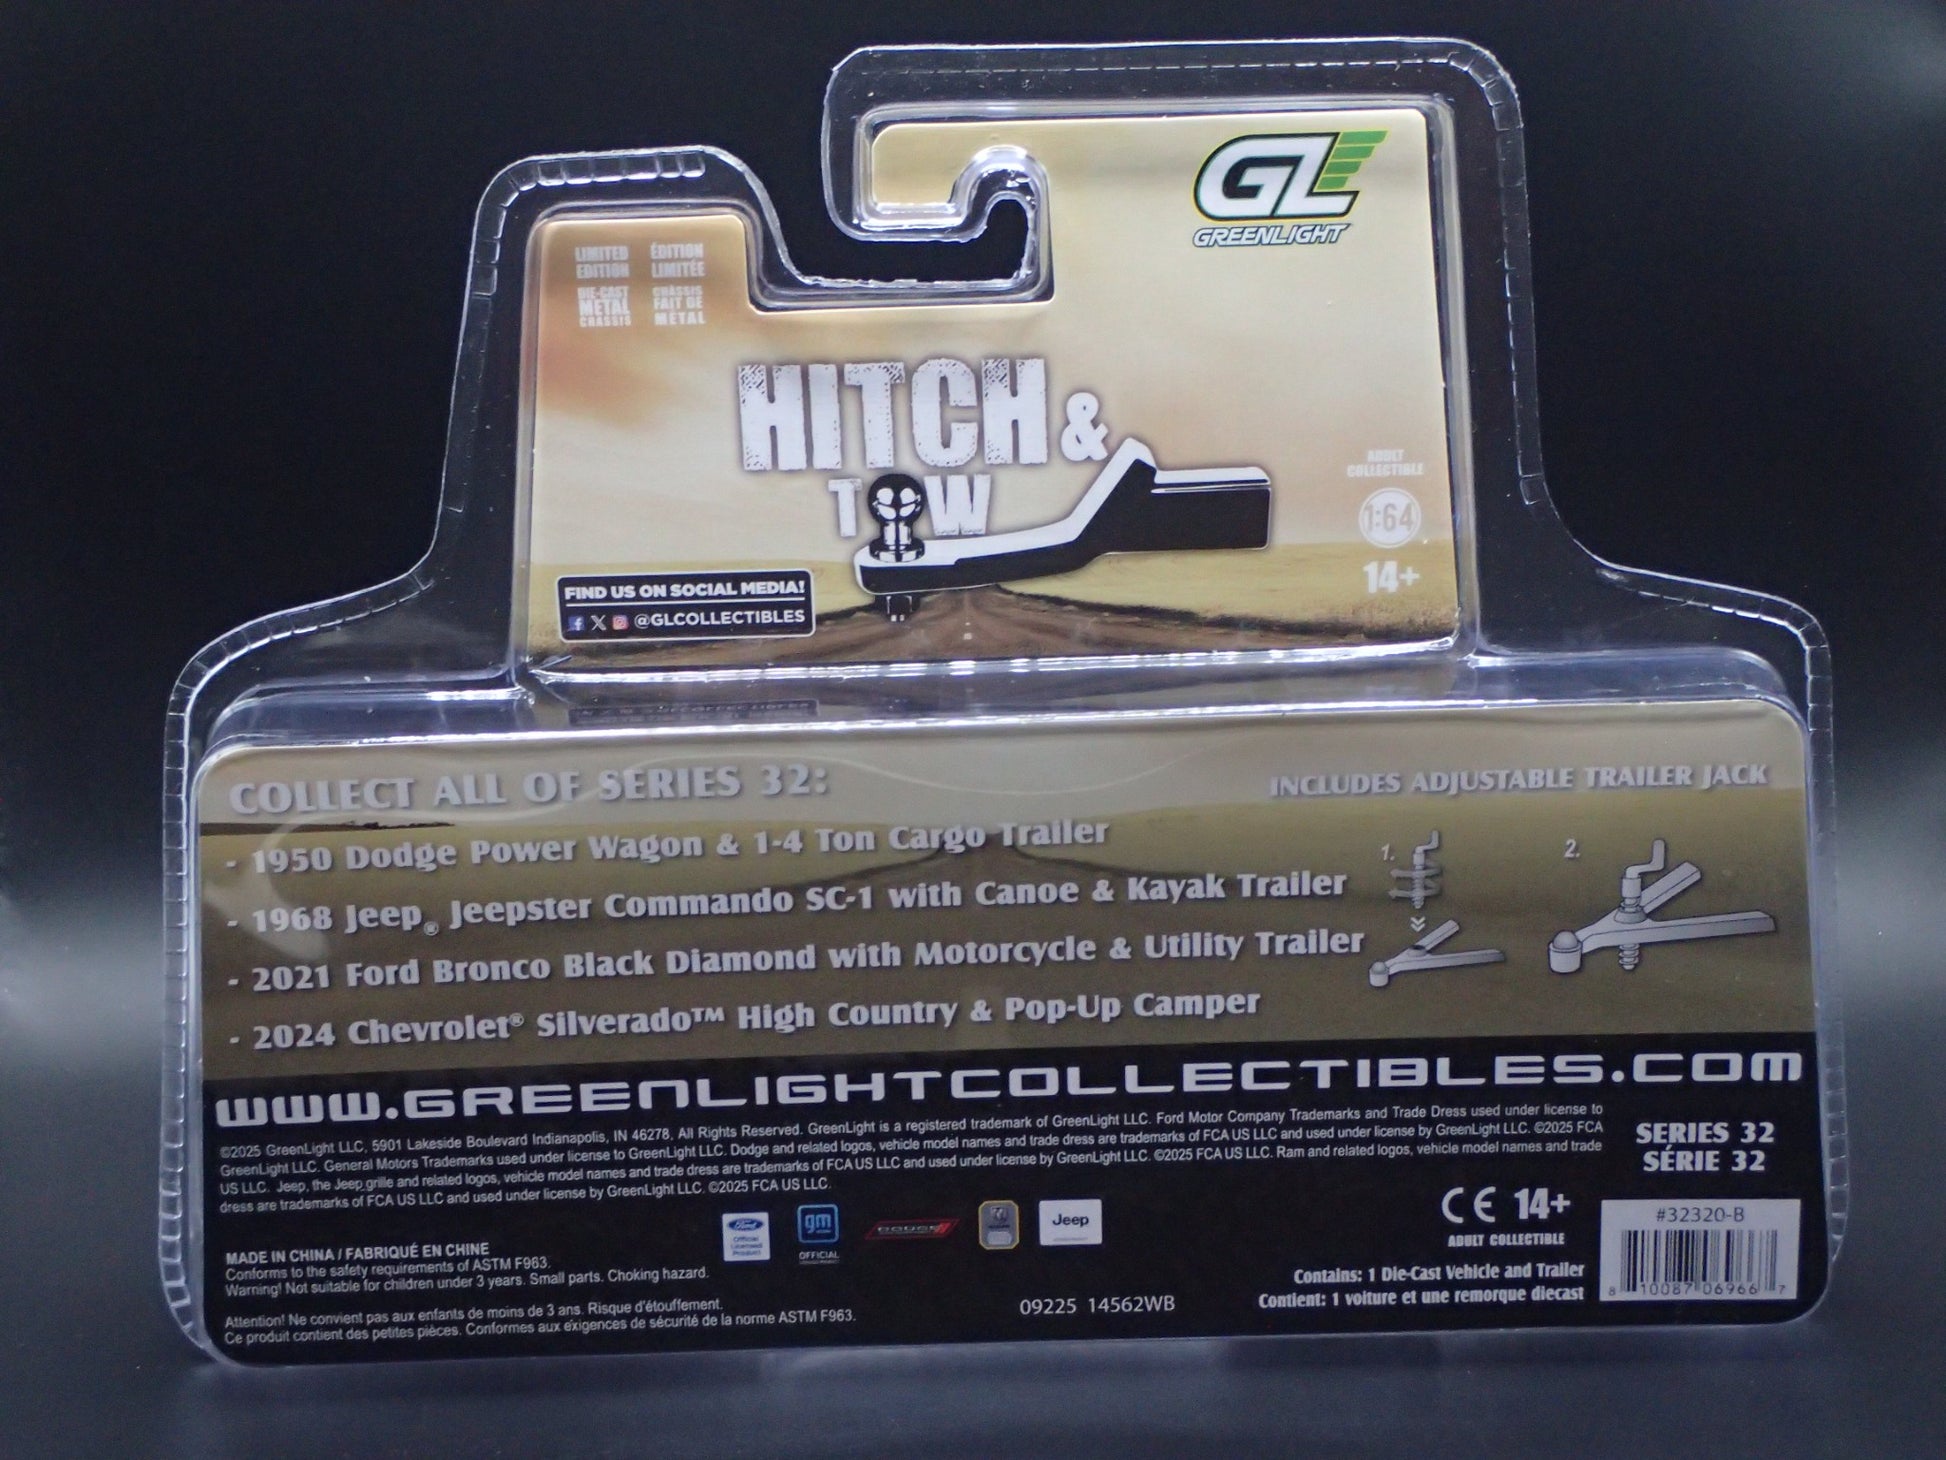 GL
GREENLIGHT
LIMITED EDITION
ÉDITION LIMITÉE
DIE-CAST METAL CHASSIS
CHÂSSIS FAIT DE MÉTAL
HITCH &
TOW
ADULT
COLLECTIBLE
1:64
14+
FIND US ON SOCIAL MEDIA!
@GLCOLLECTIBLES
COLLECT ALL OF SERIES 32:
- 1950 Dodge Power Wagon & 1-4 Ton Cargo Trailer
- 1968 Jeep® Jeepster Commando SC-1 with Canoe & Kayak Trailer
- 2021 Ford Bronco Black Diamond with Motorcycle & Utility Trailer
- 2024 Chevrolet® Silverado™ High Country & Pop-Up Camper
INCLUDES ADJUSTABLE TRAILER JACK
1.
2.
WWW.GREENLIGHTCOLLECTIBLES.COM
©2025 GreenLight LLC, 5901 Lakeside Boulevard Indianapolis, IN 46278, All Rights Reserved. GreenLight is a registered trademark of GreenLight LLC. Ford Motor Company Trademarks and Trade Dress used under license to
GreenLight LLC. General Motors Trademarks used under license to GreenLight LLC. Dodge and related logos, vehicle model names and trade dress are trademarks of FCA US LLC and used under license by GreenLight LLC. ©2025 FCA
US LLC. Jeep, the Jeep grille and related logos, vehicle model names and trade dress are trademarks of FCA US LLC and used under license by GreenLight LLC. ©2025 FCA US LLC. Ram and related logos, vehicle model names and trade
dress are trademarks of FCA US LLC and used under license by GreenLight LLC. ©2025 FCA US LLC.
SERIES 32
SÉRIE 32
Ford
Official
Licensed
Product
gm
OFFICIAL
DODGE
Jeep
CE 14+
ADULT COLLECTIBLE
#32320-B
8 10087 06966 7
MADE IN CHINA / FABRIQUÉ EN CHINE
Conforms to the safety requirements of ASTM F963.
Warning! Not suitable for children under 3 years. Small parts. Choking hazard.
Attention! Ne convient pas aux enfants de moins de 3 ans. Risque d'étouffement.
Ce produit contient des petites pièces. Conformes aux exigences de sécurité de la norme ASTM F963.
09225 14562WB
Contains: 1 Die-Cast Vehicle and Trailer
Contient: 1 voiture et une remorque diecast